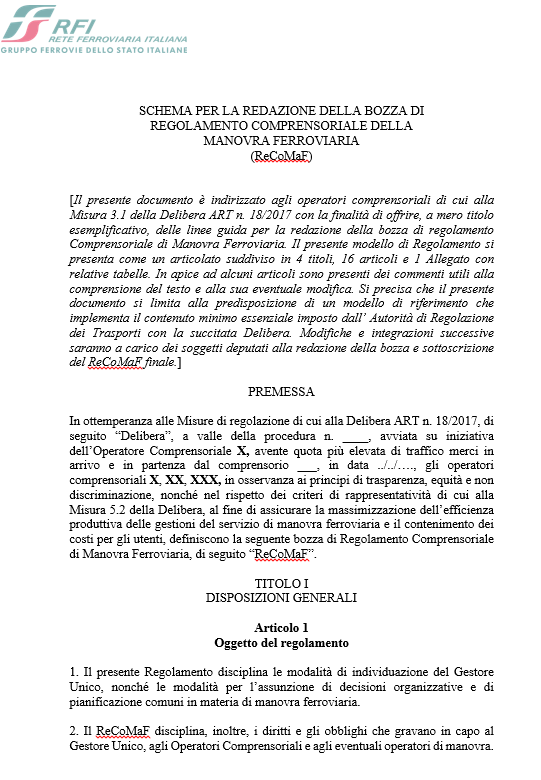 RFI
RETE FERROVIARIA ITALIANA
GRUPPO FERROVIE DELLO STATO ITALIANE
SCHEMA PER LA REDAZIONE DELLA BOZZA DI
REGOLAMENTO COMPRENSORIALE DELLA
MANOVRA FERROVIARIA
(ReCoMaF)
[Il presente documento è indirizzato agli operatori comprensoriali di cui alla
Misura 3.1 della Delibera ART n. 18/2017 con la finalità di offrire, a mero titolo
esemplificativo, delle linee guida per la redazione della bozza di regolamento
Comprensoriale di Manovra Ferroviaria. Il presente modello di Regolamento si
presenta come un articolato suddiviso in 4 titoli, 16 articoli e 1 Allegato con
relative tabelle. In apice ad alcuni articoli sono presenti dei commenti utili alla
comprensione del testo e alla sua eventuale modifica. Si precisa che il presente
documento si limita alla predisposizione di un modello di riferimento che
implementa il contenuto minimo essenziale imposto dall’ Autorità di Regolazione
dei Trasporti con la succitata Delibera. Modifiche e integrazioni successive
saranno a carico dei soggetti deputati alla redazione della bozza e sottoscrizione
del ReCoMaF finale.]
PREMESSA
In ottemperanza alle Misure di regolazione di cui alla Delibera ART n. 18/2017, di
seguito “Delibera”, a valle della procedura n. ____, avviata su iniziativa
dell’Operatore Comprensoriale X, avente quota più elevata di traffico merci in
arrivo e in partenza dal comprensorio ___, in data ../../…., gli operatori
comprensoriali X, XX, XXX, in osservanza ai principi di trasparenza, equità e non
discriminazione, nonché nel rispetto dei criteri di rappresentatività di cui alla
Misura 5.2 della Delibera, al fine di assicurare la massimizzazione dell’efficienza
produttiva delle gestioni del servizio di manovra ferroviaria e il contenimento dei
costi per gli utenti, definiscono la seguente bozza di Regolamento Comprensoriale
di Manovra Ferroviaria, di seguito “ReCoMaF”.
TITOLO I
DISPOSIZIONI GENERALI
Articolo 1
Oggetto del regolamento
1. Il presente Regolamento disciplina le modalità di individuazione del Gestore
Unico, nonché le modalità per l’assunzione di decisioni organizzative e di
pianificazione comuni in materia di manovra ferroviaria.
2. Il ReCoMaF disciplina, inoltre, i diritti e gli obblighi che gravano in capo al
Gestore Unico, agli Operatori Comprensoriali e agli eventuali operatori di manovra.